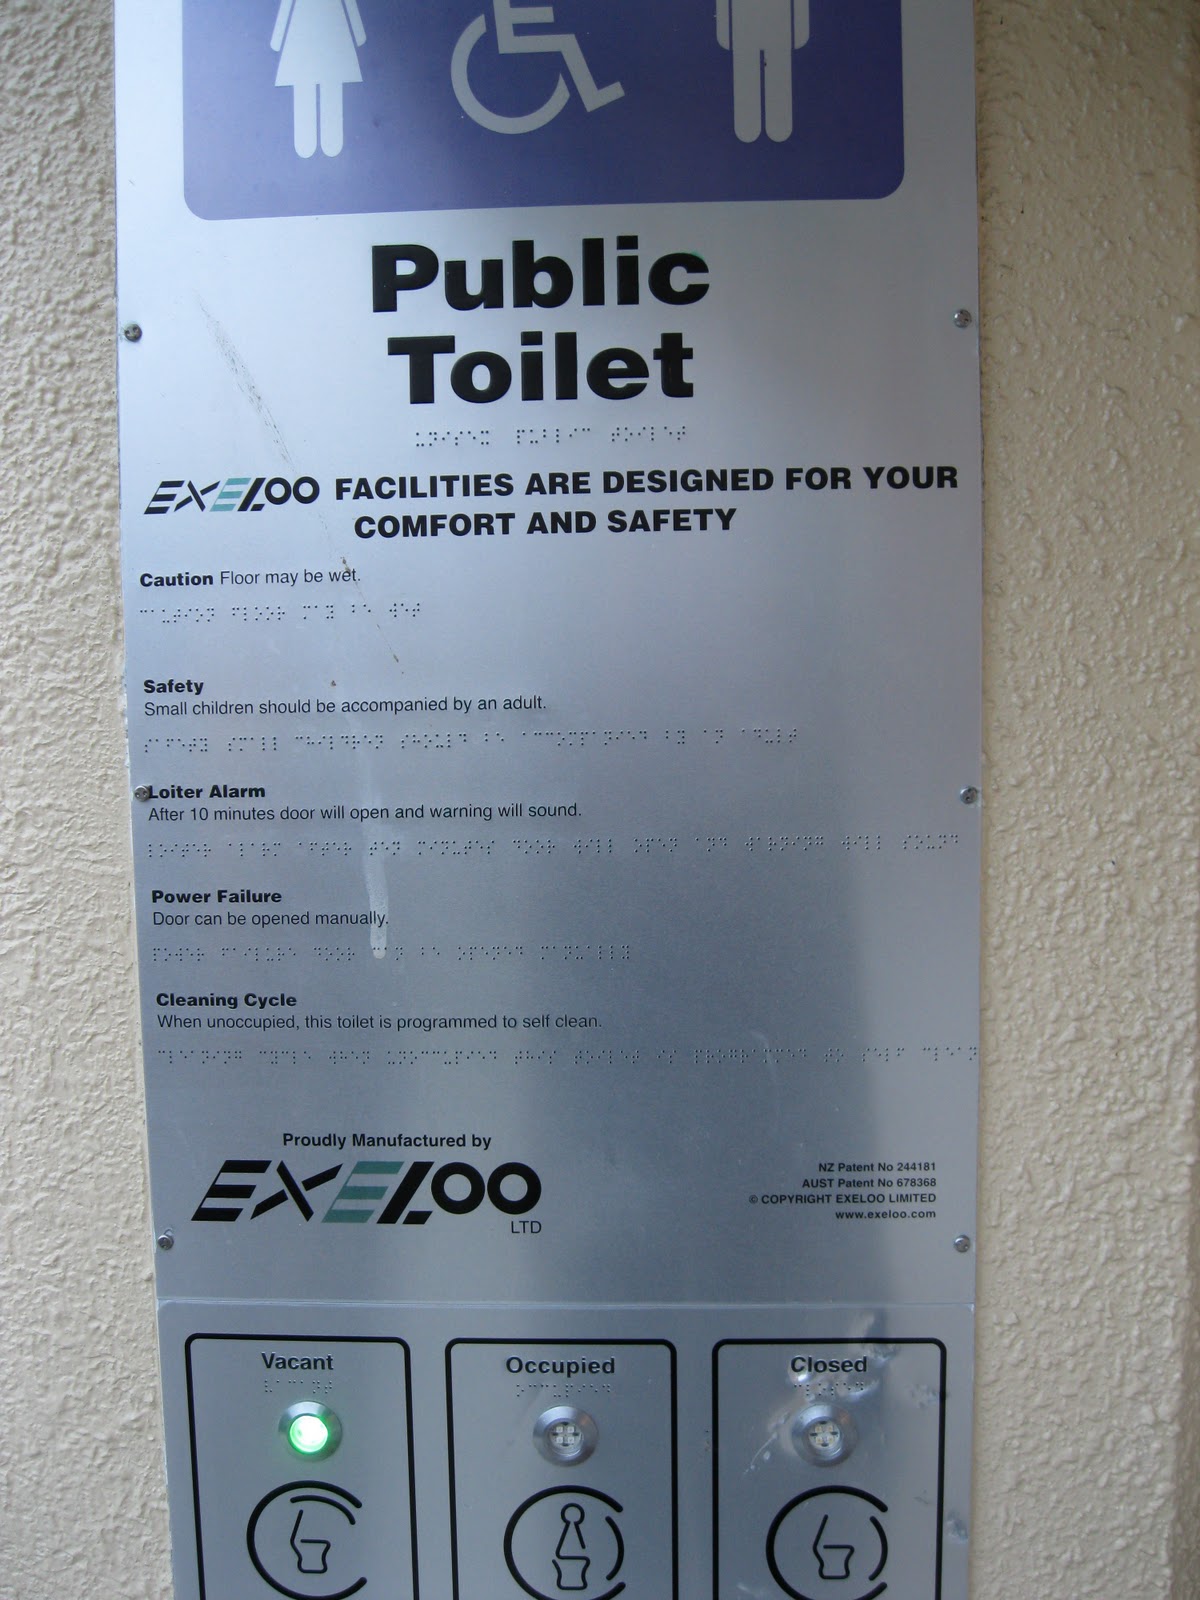 Public
Toilet
EXELOO FACILITIES ARE DESIGNED FOR YOUR
COMFORT AND SAFETY
Caution Floor may be wet.
Safety
Small children should be accompanied by an adult.
Loiter Alarm
After 10 minutes door will open and warning will sound.
Power Failure
Door can be opened manually.
Cleaning Cycle
When unoccupied, this toilet is programmed to self clean.
Proudly Manufactured by
EXELOO
LTD
NZ Patent No 244181
AUST Patent No 678368
© COPYRIGHT EXELOO LIMITED
www.exeloo.com
Vacant
Occupied
Closed